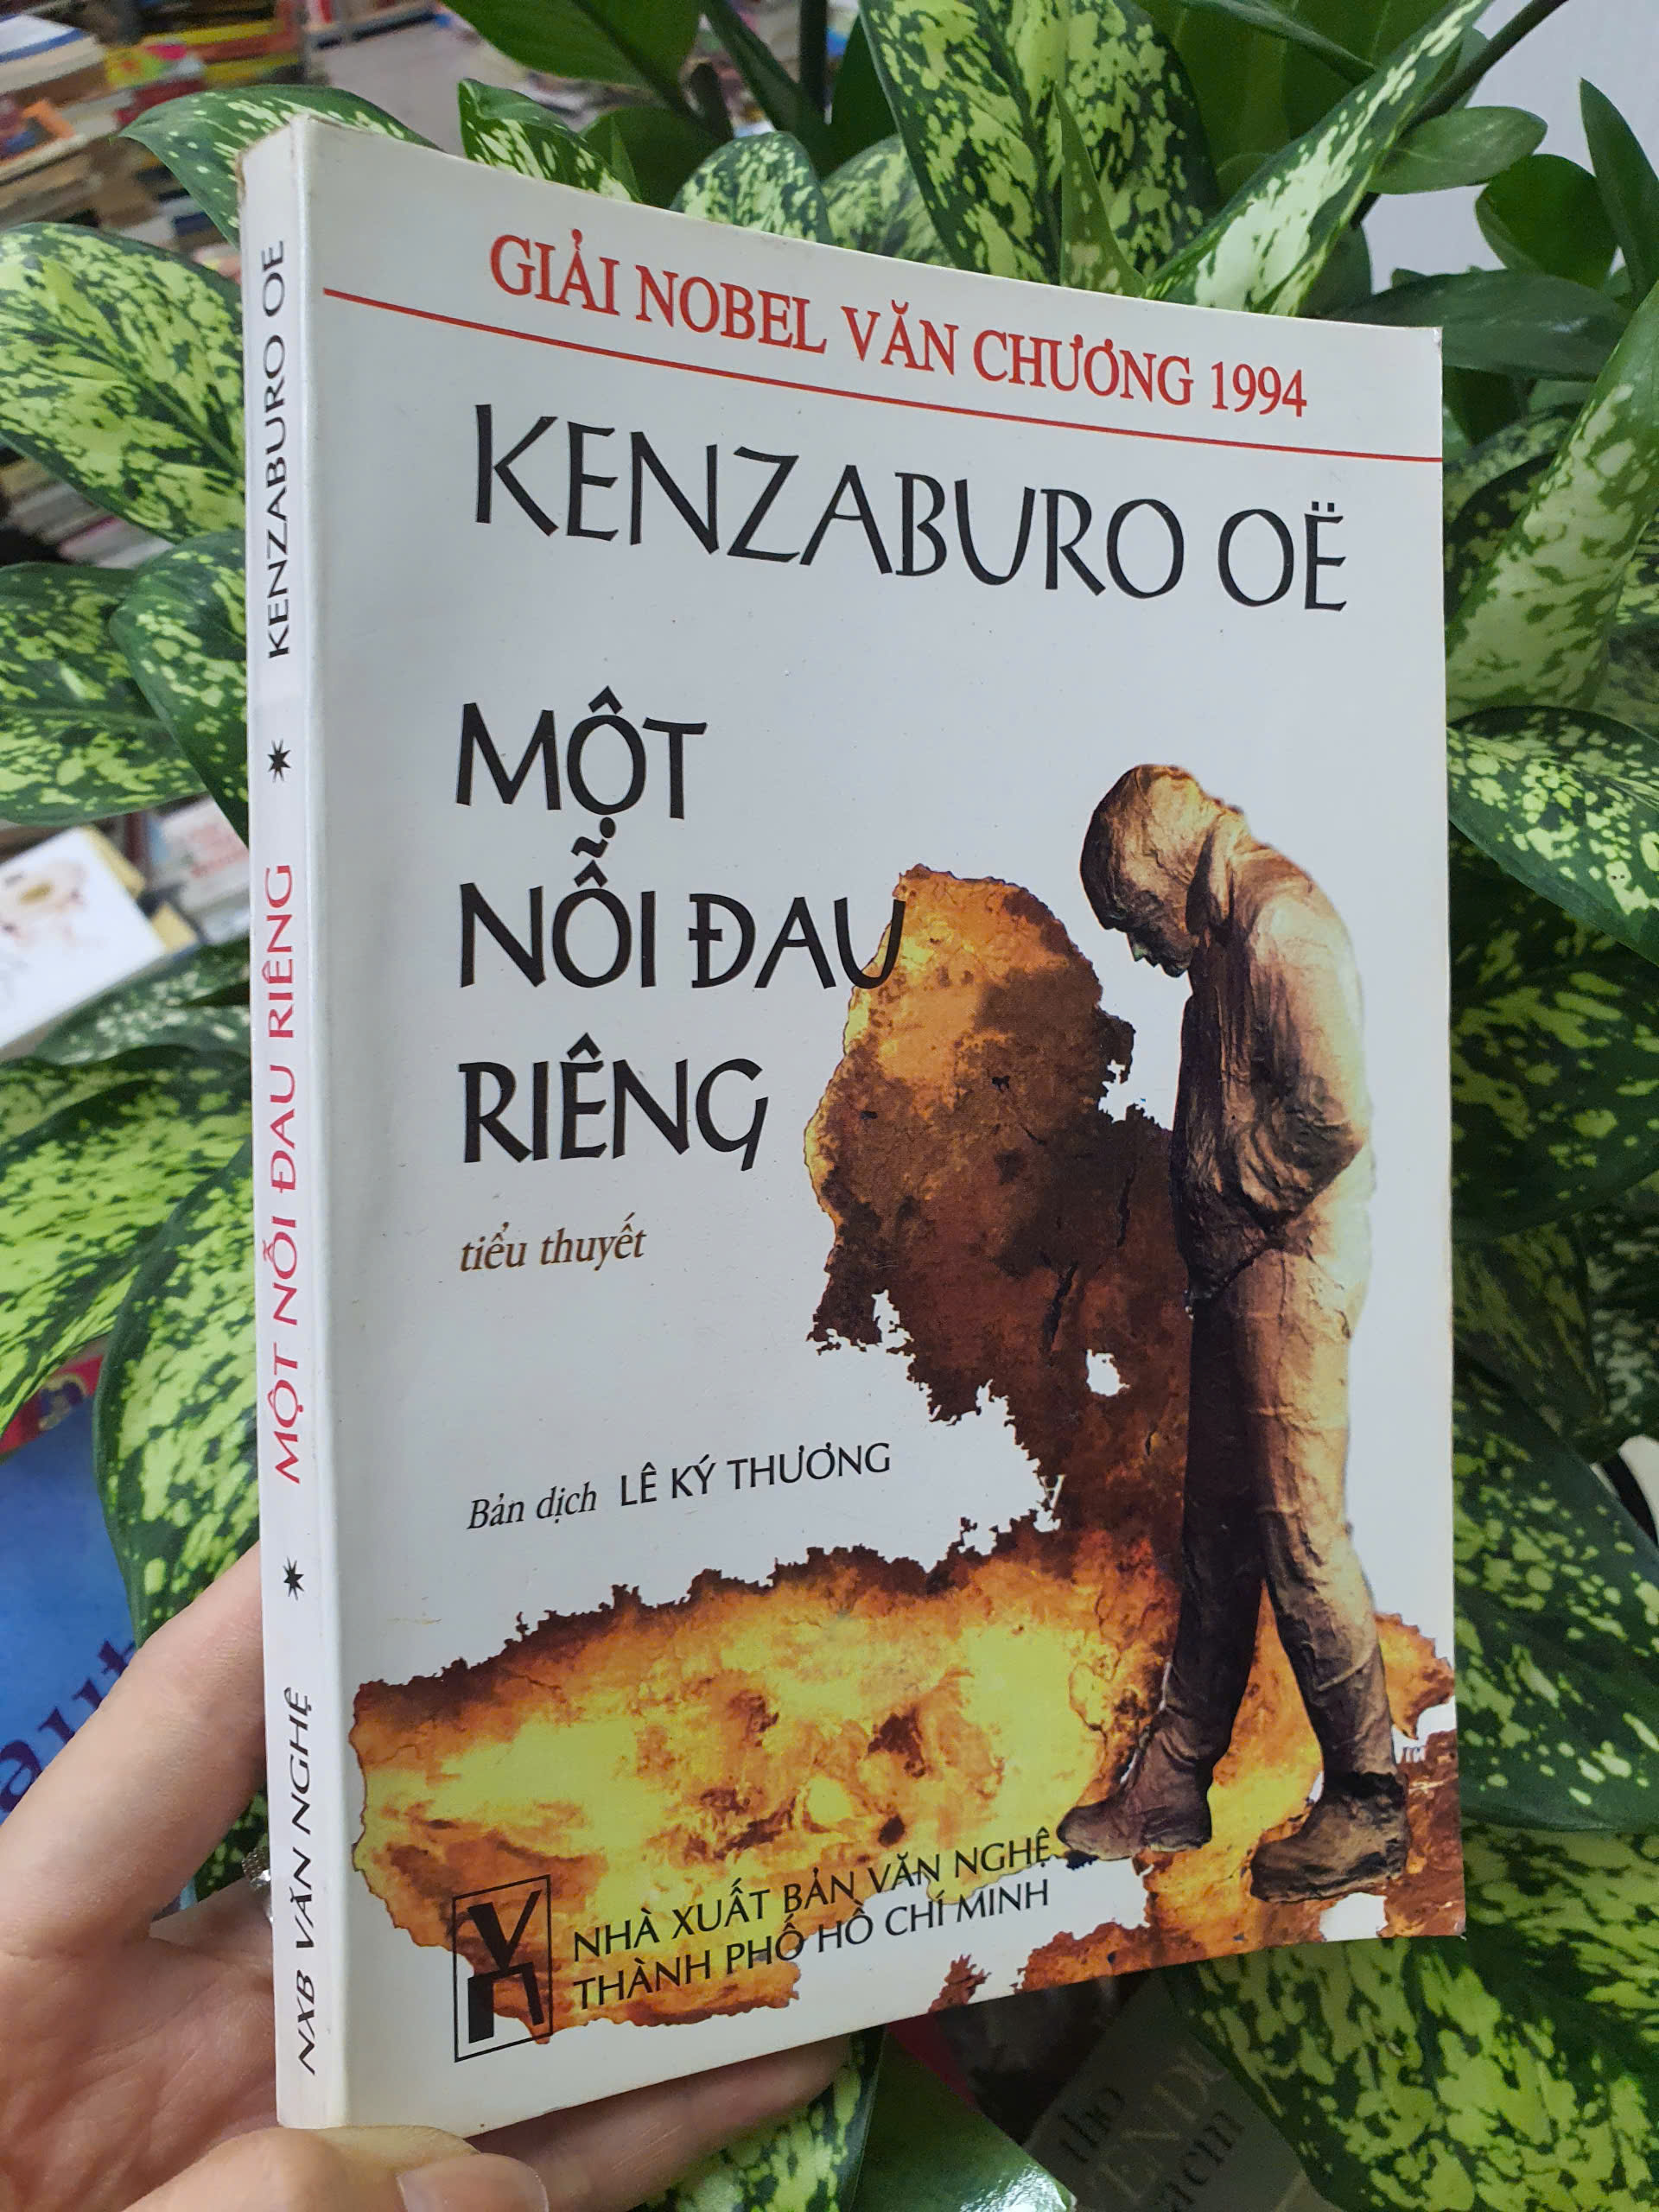 GIẢI NOBEL VĂN CHƯƠNG 1994
KENZABURO OË
MỘT
NỖI ĐAU
RIÊNG
tiểu thuyết
Bản dịch LÊ KÝ THƯƠNG
NHÀ XUẤT BẢN VĂN NGHỆ
THÀNH PHỐ HỒ CHÍ MINH
NXB VĂN NGHỆ * MỘT NỖI ĐAU RIÊNG * KENZABURO OE